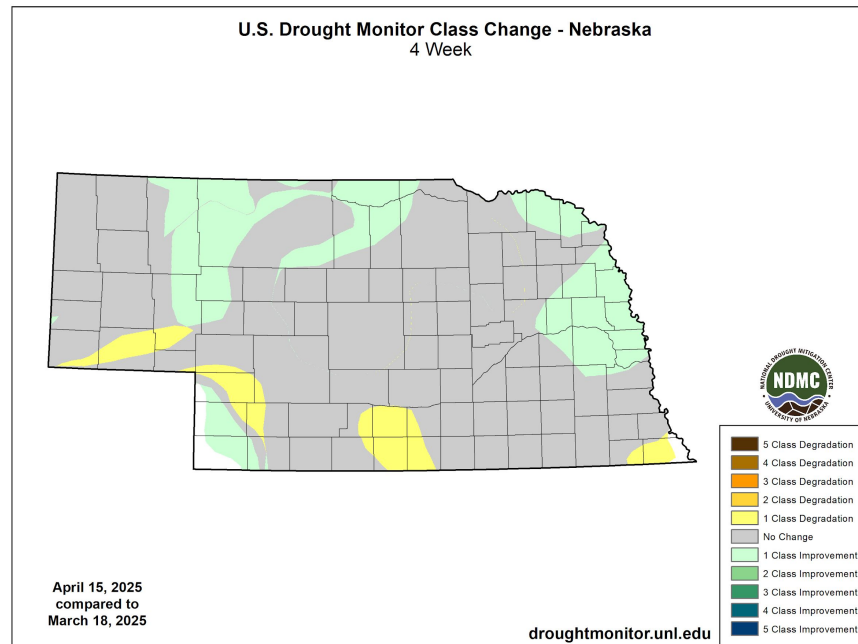 U.S. Drought Monitor Class Change - Nebraska
4 Week
NATIONAL DROUGHT MITIGATION CENTER
NDMC
UNIVERSITY OF NEBRASKA
5 Class Degradation
4 Class Degradation
3 Class Degradation
2 Class Degradation
1 Class Degradation
No Change
1 Class Improvement
2 Class Improvement
3 Class Improvement
4 Class Improvement
5 Class Improvement
April 15, 2025
compared to
March 18, 2025
droughtmonitor.unl.edu